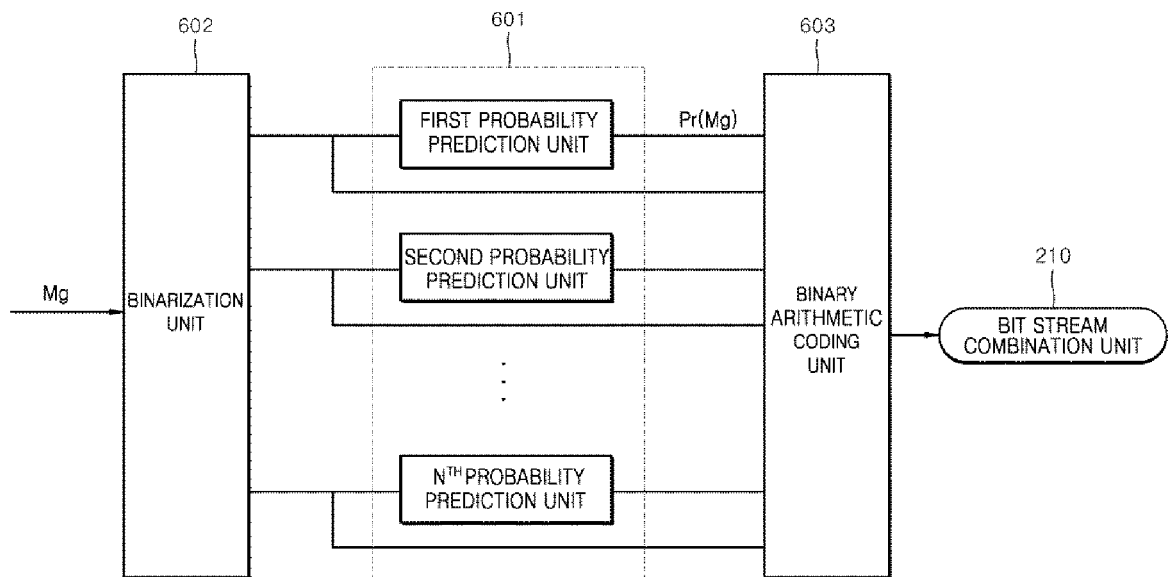 602
601
603
FIRST PROBABILITY
PREDICTION UNIT
Pr(Mg)
SECOND PROBABILITY
PREDICTION UNIT
Mg
BINARIZATION
UNIT
BINARY
ARITHMETIC
CODING
UNIT
210
BIT STREAM
COMBINATION UNIT
NTH PROBABILITY
PREDICTION UNIT